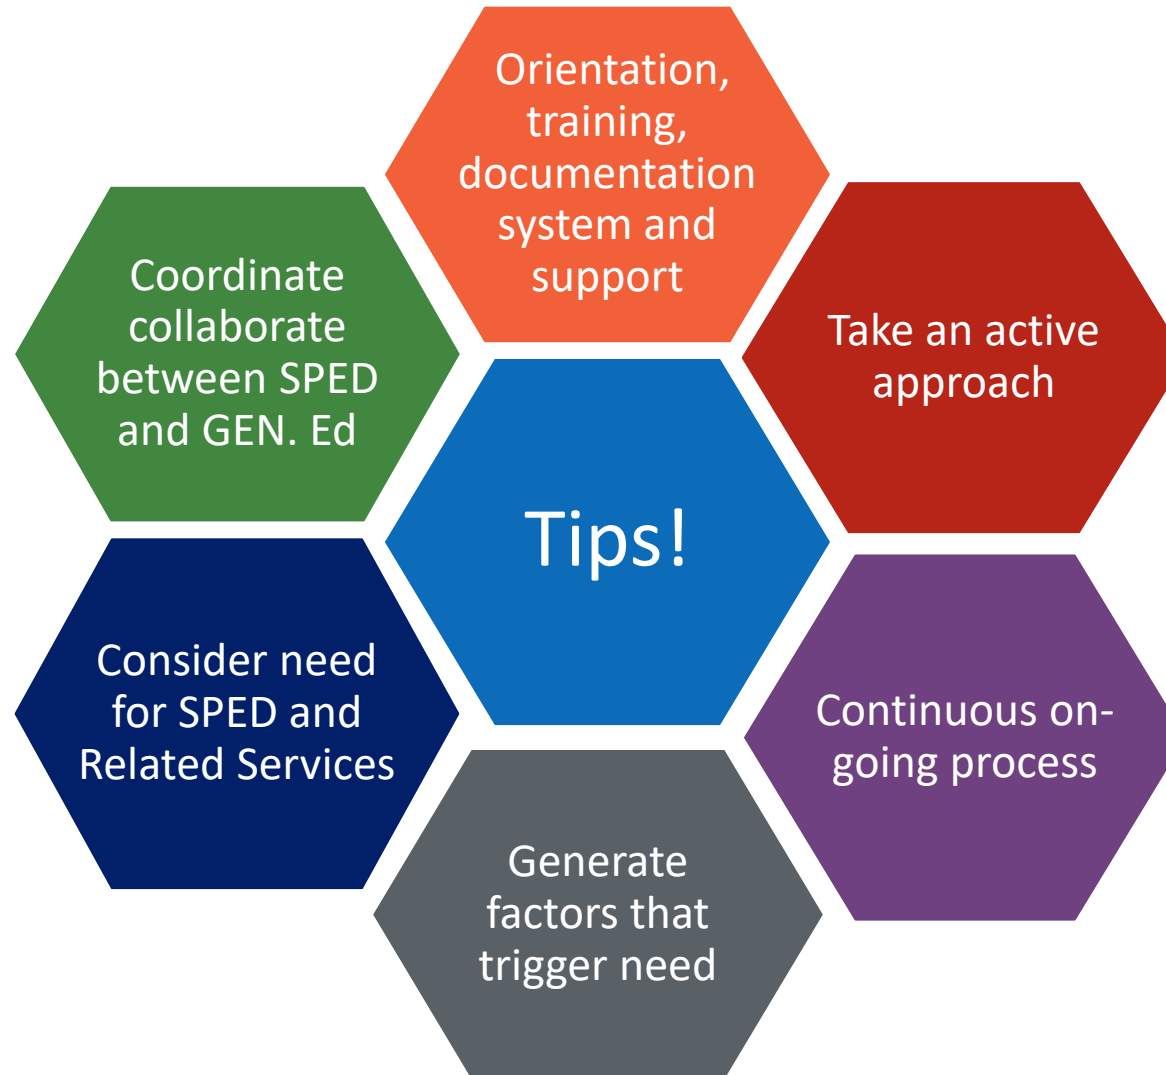 Orientation,
training,
documentation
system and
support
Take an active
approach
Continuous on-
going process
Generate
factors that
trigger need
Consider need
for SPED and
Related Services
Coordinate
collaborate
between SPED
and GEN. Ed
Tips!